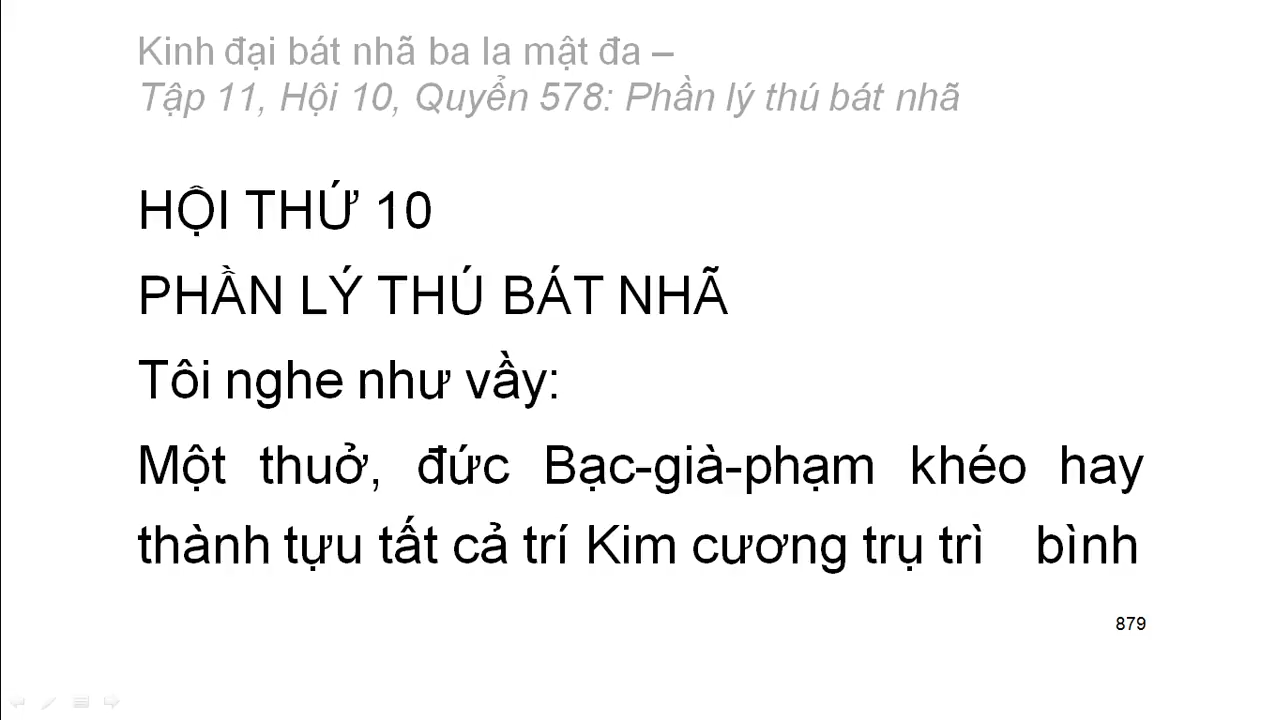 Kinh đại bát nhã ba la mật đa –
Tập 11, Hội 10, Quyển 578: Phần lý thú bát nhã
HỘI THỨ 10
PHẦN LÝ THÚ BÁT NHÃ
Tôi nghe như vầy:
Một thuở, đức Bạc-già-phạm khéo hay
thành tựu tất cả trí Kim cương trụ trì bình
879